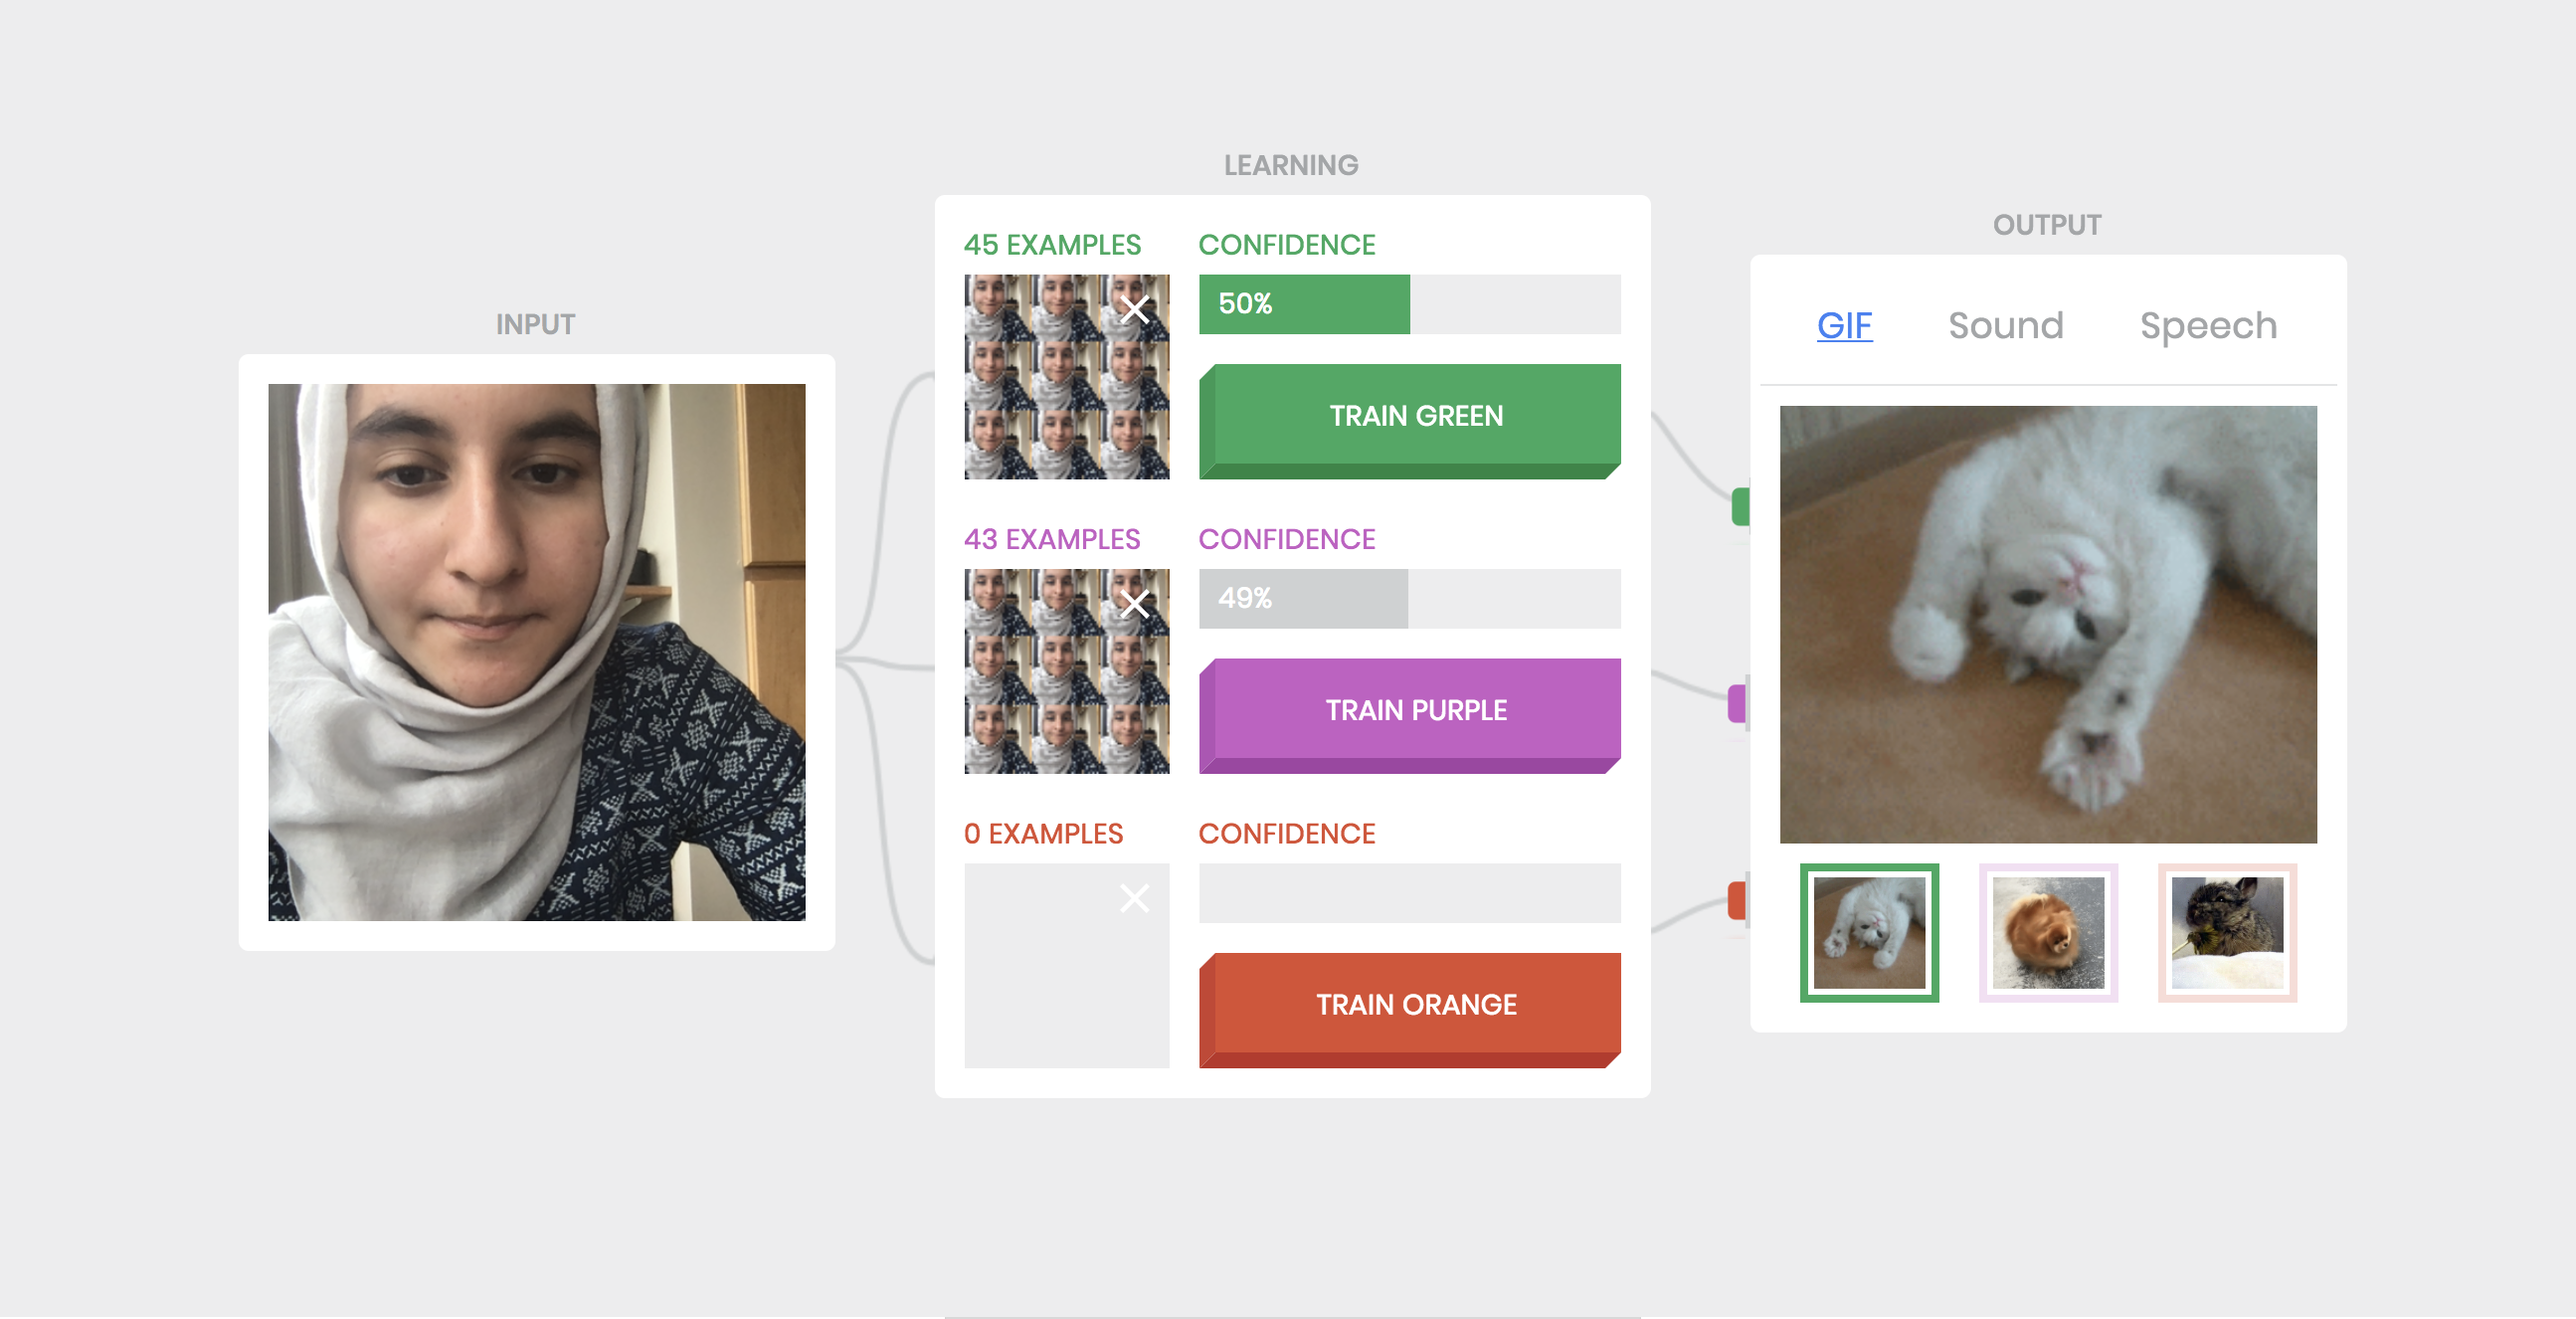 INPUT
LEARNING
45 EXAMPLES
CONFIDENCE
50%
TRAIN GREEN
43 EXAMPLES
CONFIDENCE
49%
TRAIN PURPLE
0 EXAMPLES
CONFIDENCE
TRAIN ORANGE
OUTPUT
GIF Sound Speech